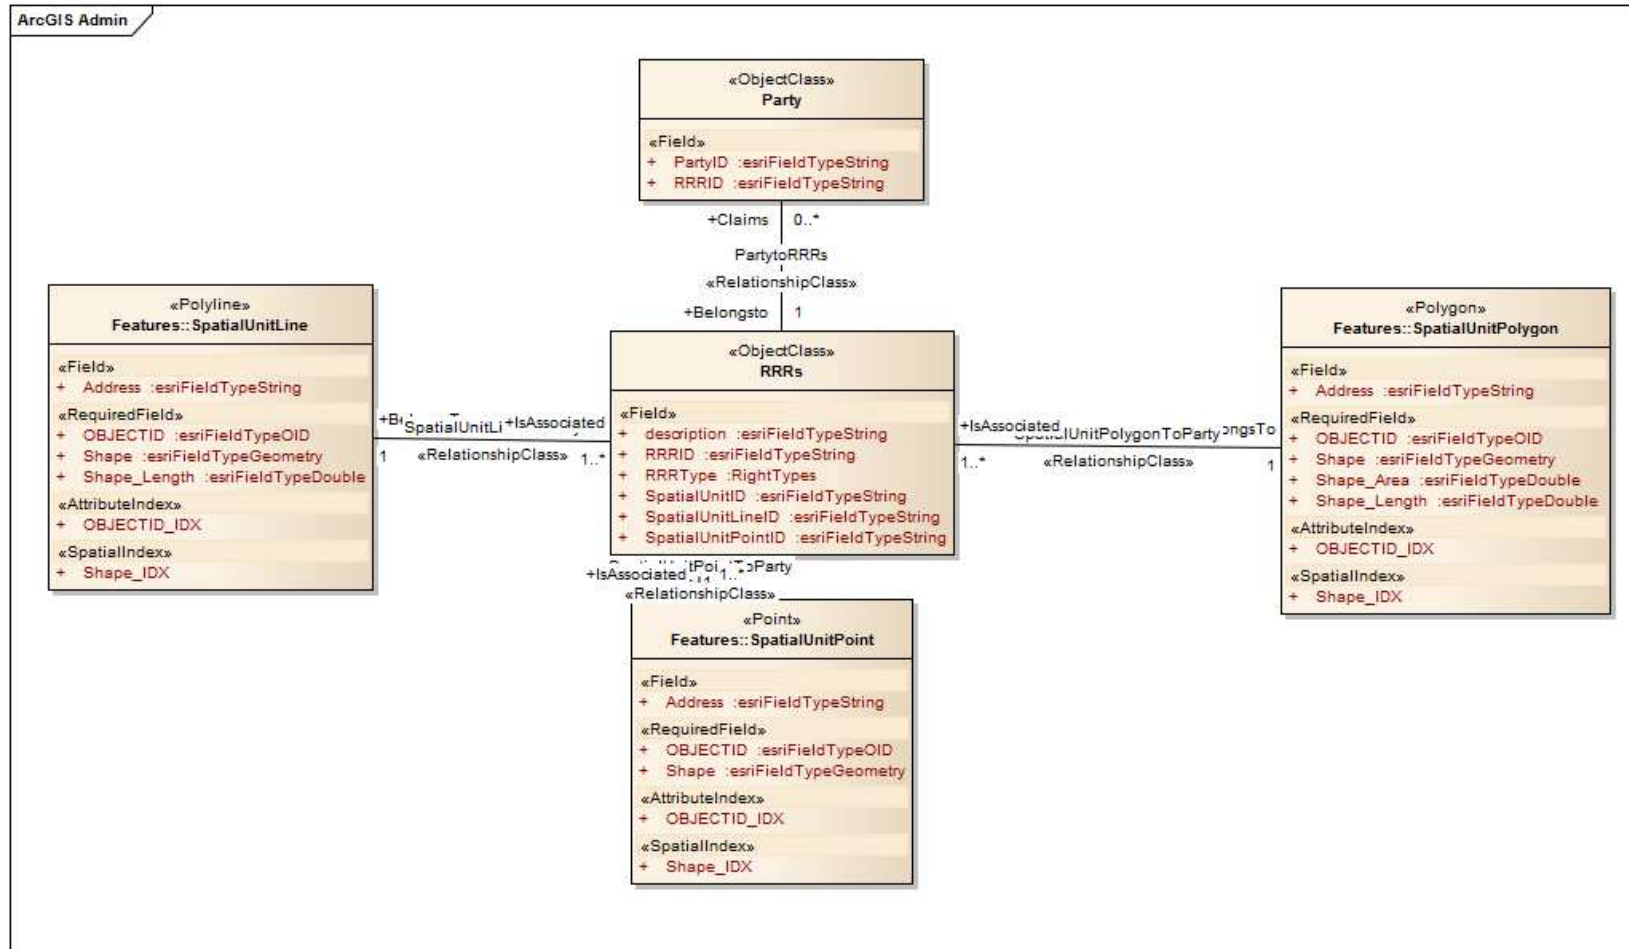 ArcGIS Admin
«ObjectClass»
Party
«Field»
+ PartyID :esriFieldTypeString
+ RRRID :esriFieldTypeString
+Claims 0..*
PartytoRRRs
«RelationshipClass»
+Belongsto 1
«Polyline»
Features::SpatialUnitLine
«Field»
+ Address :esriFieldTypeString
«RequiredField»
+ OBJECTID :esriFieldTypeOID
+ Shape :esriFieldTypeGeometry
+ Shape_Length :esriFieldTypeDouble
«AttributeIndex»
+ OBJECTID_IDX
«SpatialIndex»
+ Shape_IDX
+IsAssociated
1 «RelationshipClass» 1..*
«ObjectClass»
RRRs
«Field»
+ description :esriFieldTypeString
+ RRRID :esriFieldTypeString
+ RRRType :RightTypes
+ SpatialUnitID :esriFieldTypeString
+ SpatialUnitLineID :esriFieldTypeString
+ SpatialUnitPointID :esriFieldTypeString
+IsAssociated
SpatialUnitPolygonToParty
1..* «RelationshipClass» 1
«Polygon»
Features::SpatialUnitPolygon
«Field»
+ Address :esriFieldTypeString
«RequiredField»
+ OBJECTID :esriFieldTypeOID
+ Shape :esriFieldTypeGeometry
+ Shape_Area :esriFieldTypeDouble
+ Shape_Length :esriFieldTypeDouble
«AttributeIndex»
+ OBJECTID_IDX
«SpatialIndex»
+ Shape_IDX
+IsAssociated 1..*
«RelationshipClass»
«Point»
Features::SpatialUnitPoint
«Field»
+ Address :esriFieldTypeString
«RequiredField»
+ OBJECTID :esriFieldTypeOID
+ Shape :esriFieldTypeGeometry
«AttributeIndex»
+ OBJECTID_IDX
«SpatialIndex»
+ Shape_IDX